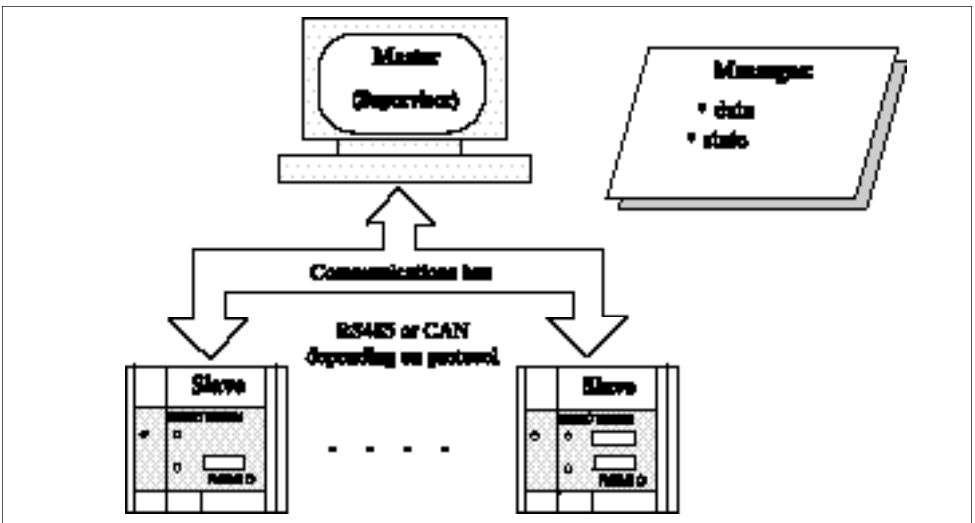 Master
(Supervisor)
Messages:
* data
* state
Communications bus
RS485 or CAN
depending on protocol
Slave
Slave